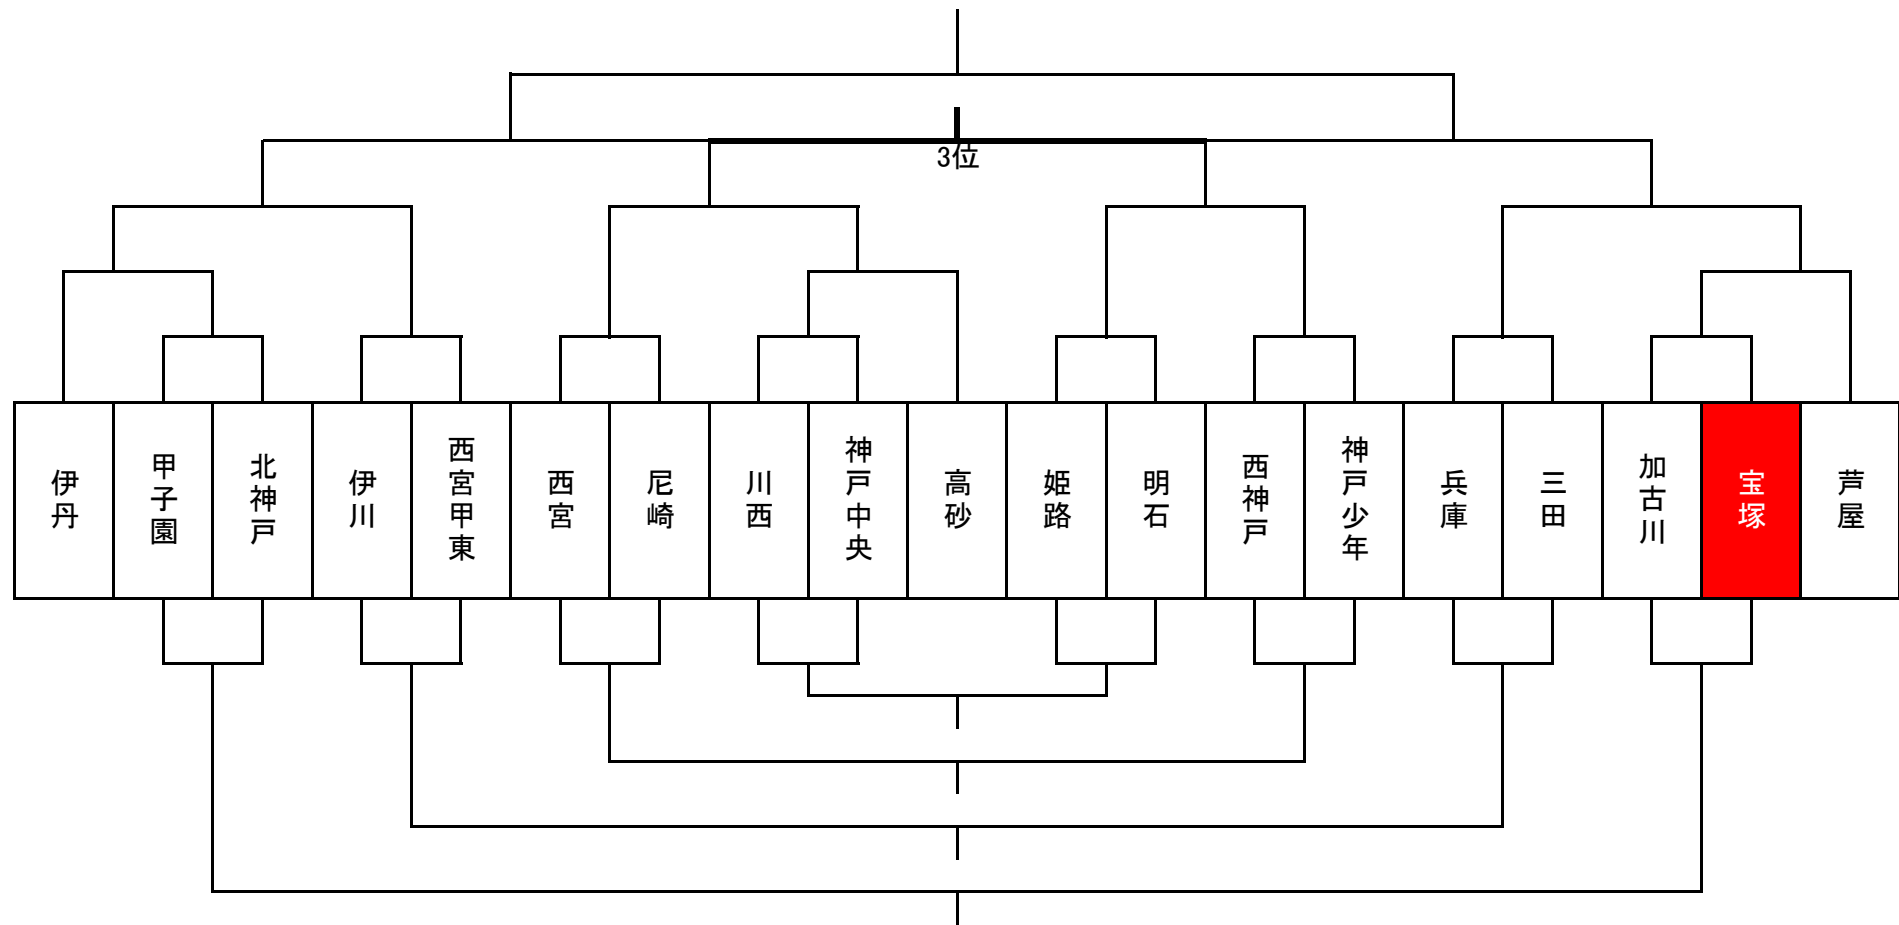 3位
伊丹
甲子園
北神戸
伊川
西宮甲東
西宮
尼崎
川西
神戸中央
高砂
姫路
明石
西神戸
神戸少年
兵庫
三田
加古川
宝塚
芦屋